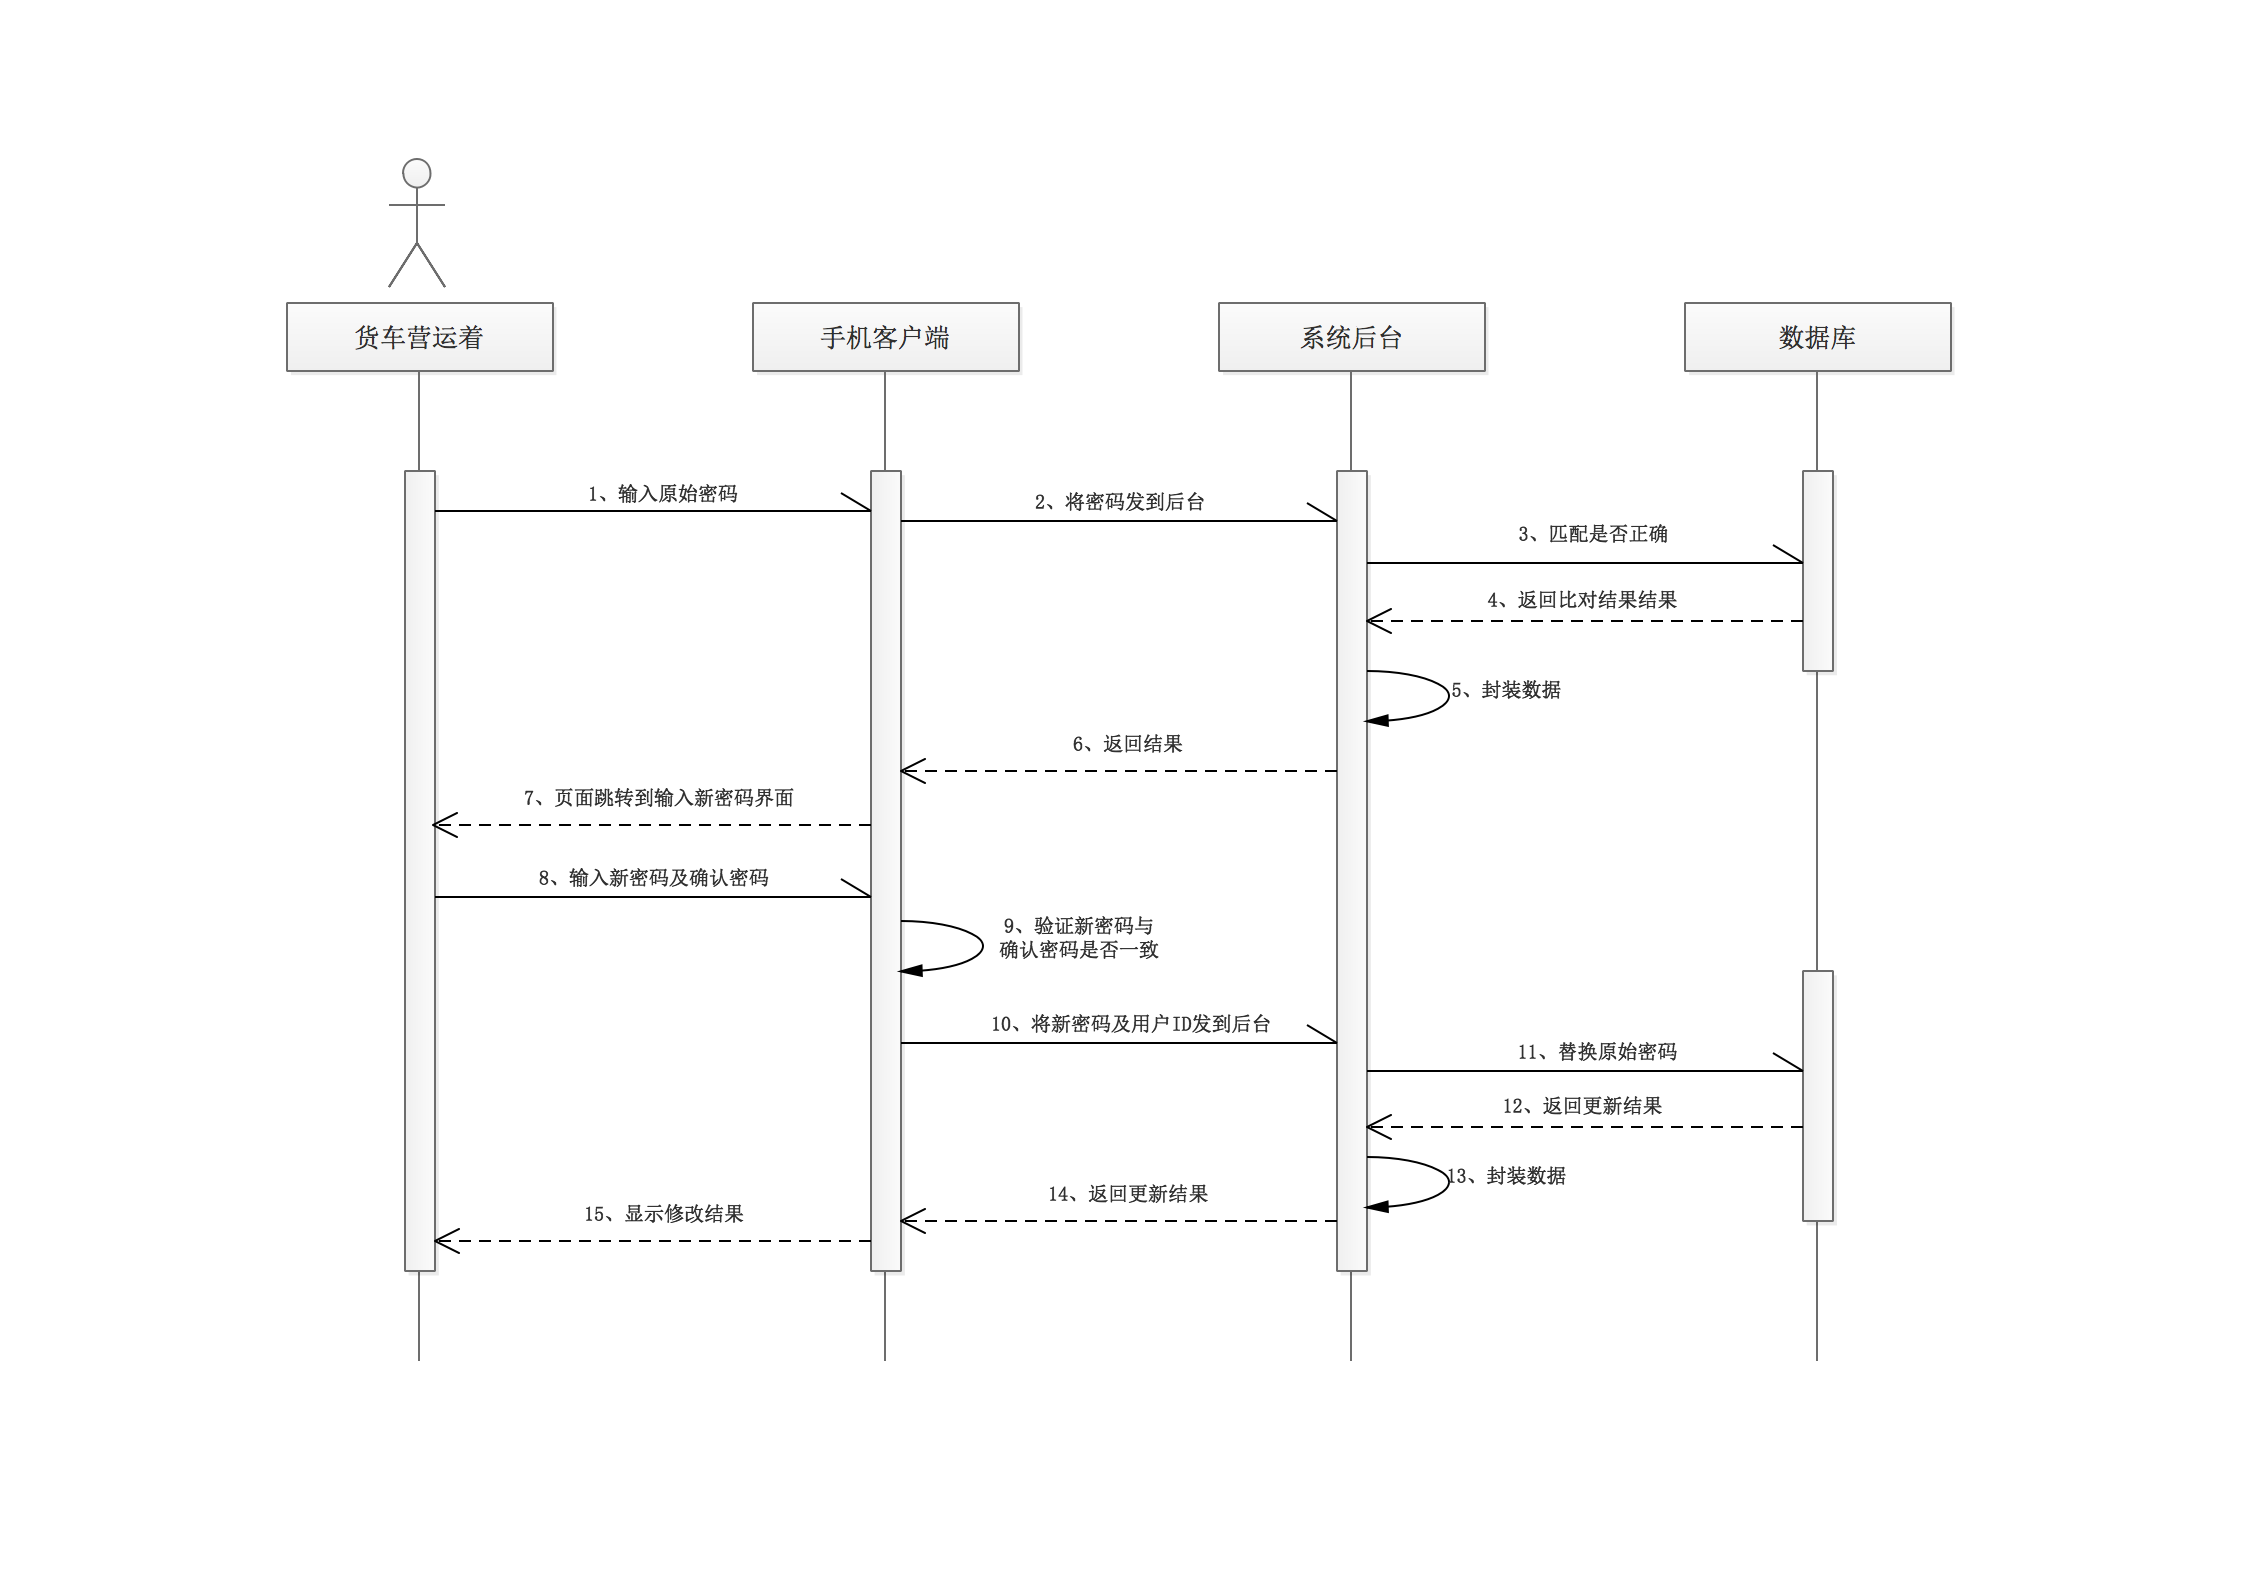 货车营运着
手机客户端
系统后台
数据库
1、输入原始密码
2、将密码发到后台
3、匹配是否正确
4、返回比对结果结果
5、封装数据
6、返回结果
7、页面跳转到输入新密码界面
8、输入新密码及确认密码
9、验证新密码与
确认密码是否一致
10、将新密码及用户ID发到后台
11、替换原始密码
12、返回更新结果
13、封装数据
14、返回更新结果
15、显示修改结果